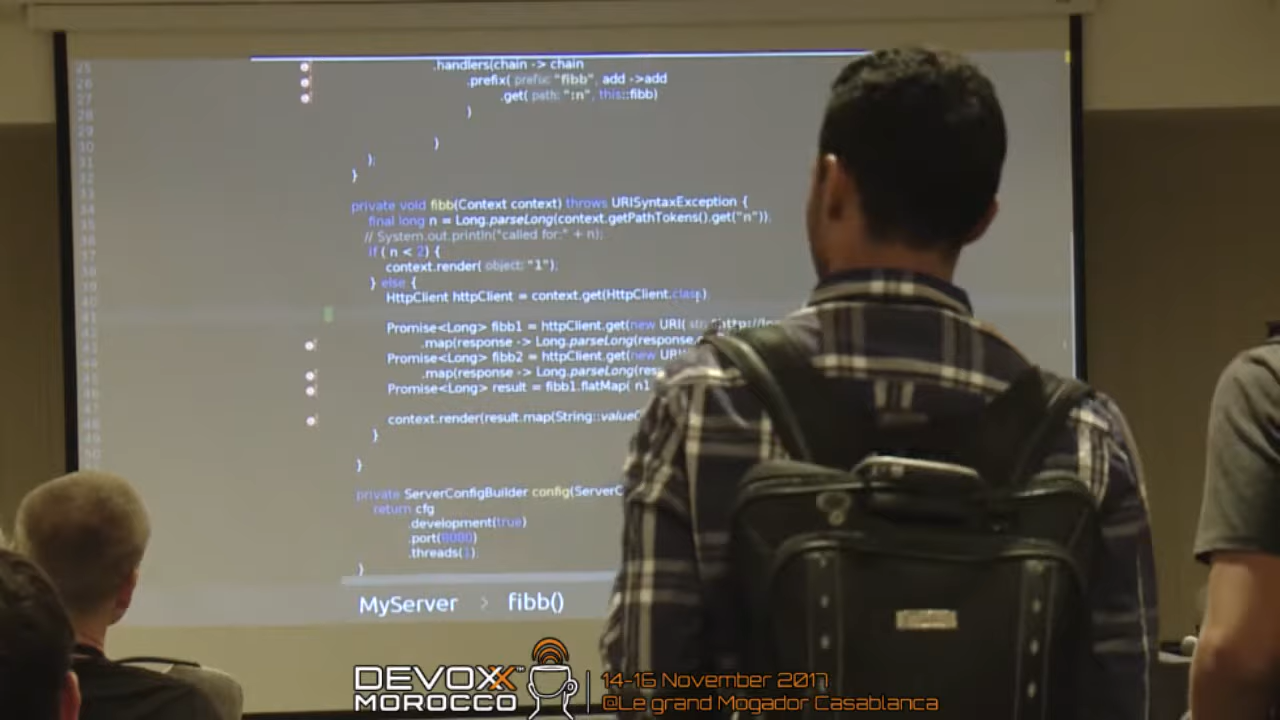 .handlers(chain -> chain
.prefix( prefix: "fibb", add ->add
.get( path: ":n", this::fibb)
)
)
);
}
private void fibb(Context context) throws URISyntaxException {
final long n = Long.parseLong(context.getPathTokens().get("n"));
// System.out.println("called for:" + n);
if ( n < 2) {
context.render( object: "1");
} else {
HttpClient httpClient = context.get(HttpClient.class);
Promise<Long> fibb1 = httpClient.get(new URI( str:
.map(response -> Long.parseLong(response.
Promise<Long> fibb2 = httpClient.get(new URI
.map(response -> Long.parseLong(
Promise<Long> result = fibb1.flatMap( n1
context.render(result.map(String::
}
}
private ServerConfigBuilder config(
return cfg
.development(true)
.port(8080)
.threads(1)
}
MyServer > fibb()
DEVOXX™
MOROCCO
14-16 November 2017
@Le grand Mogador Casablanca